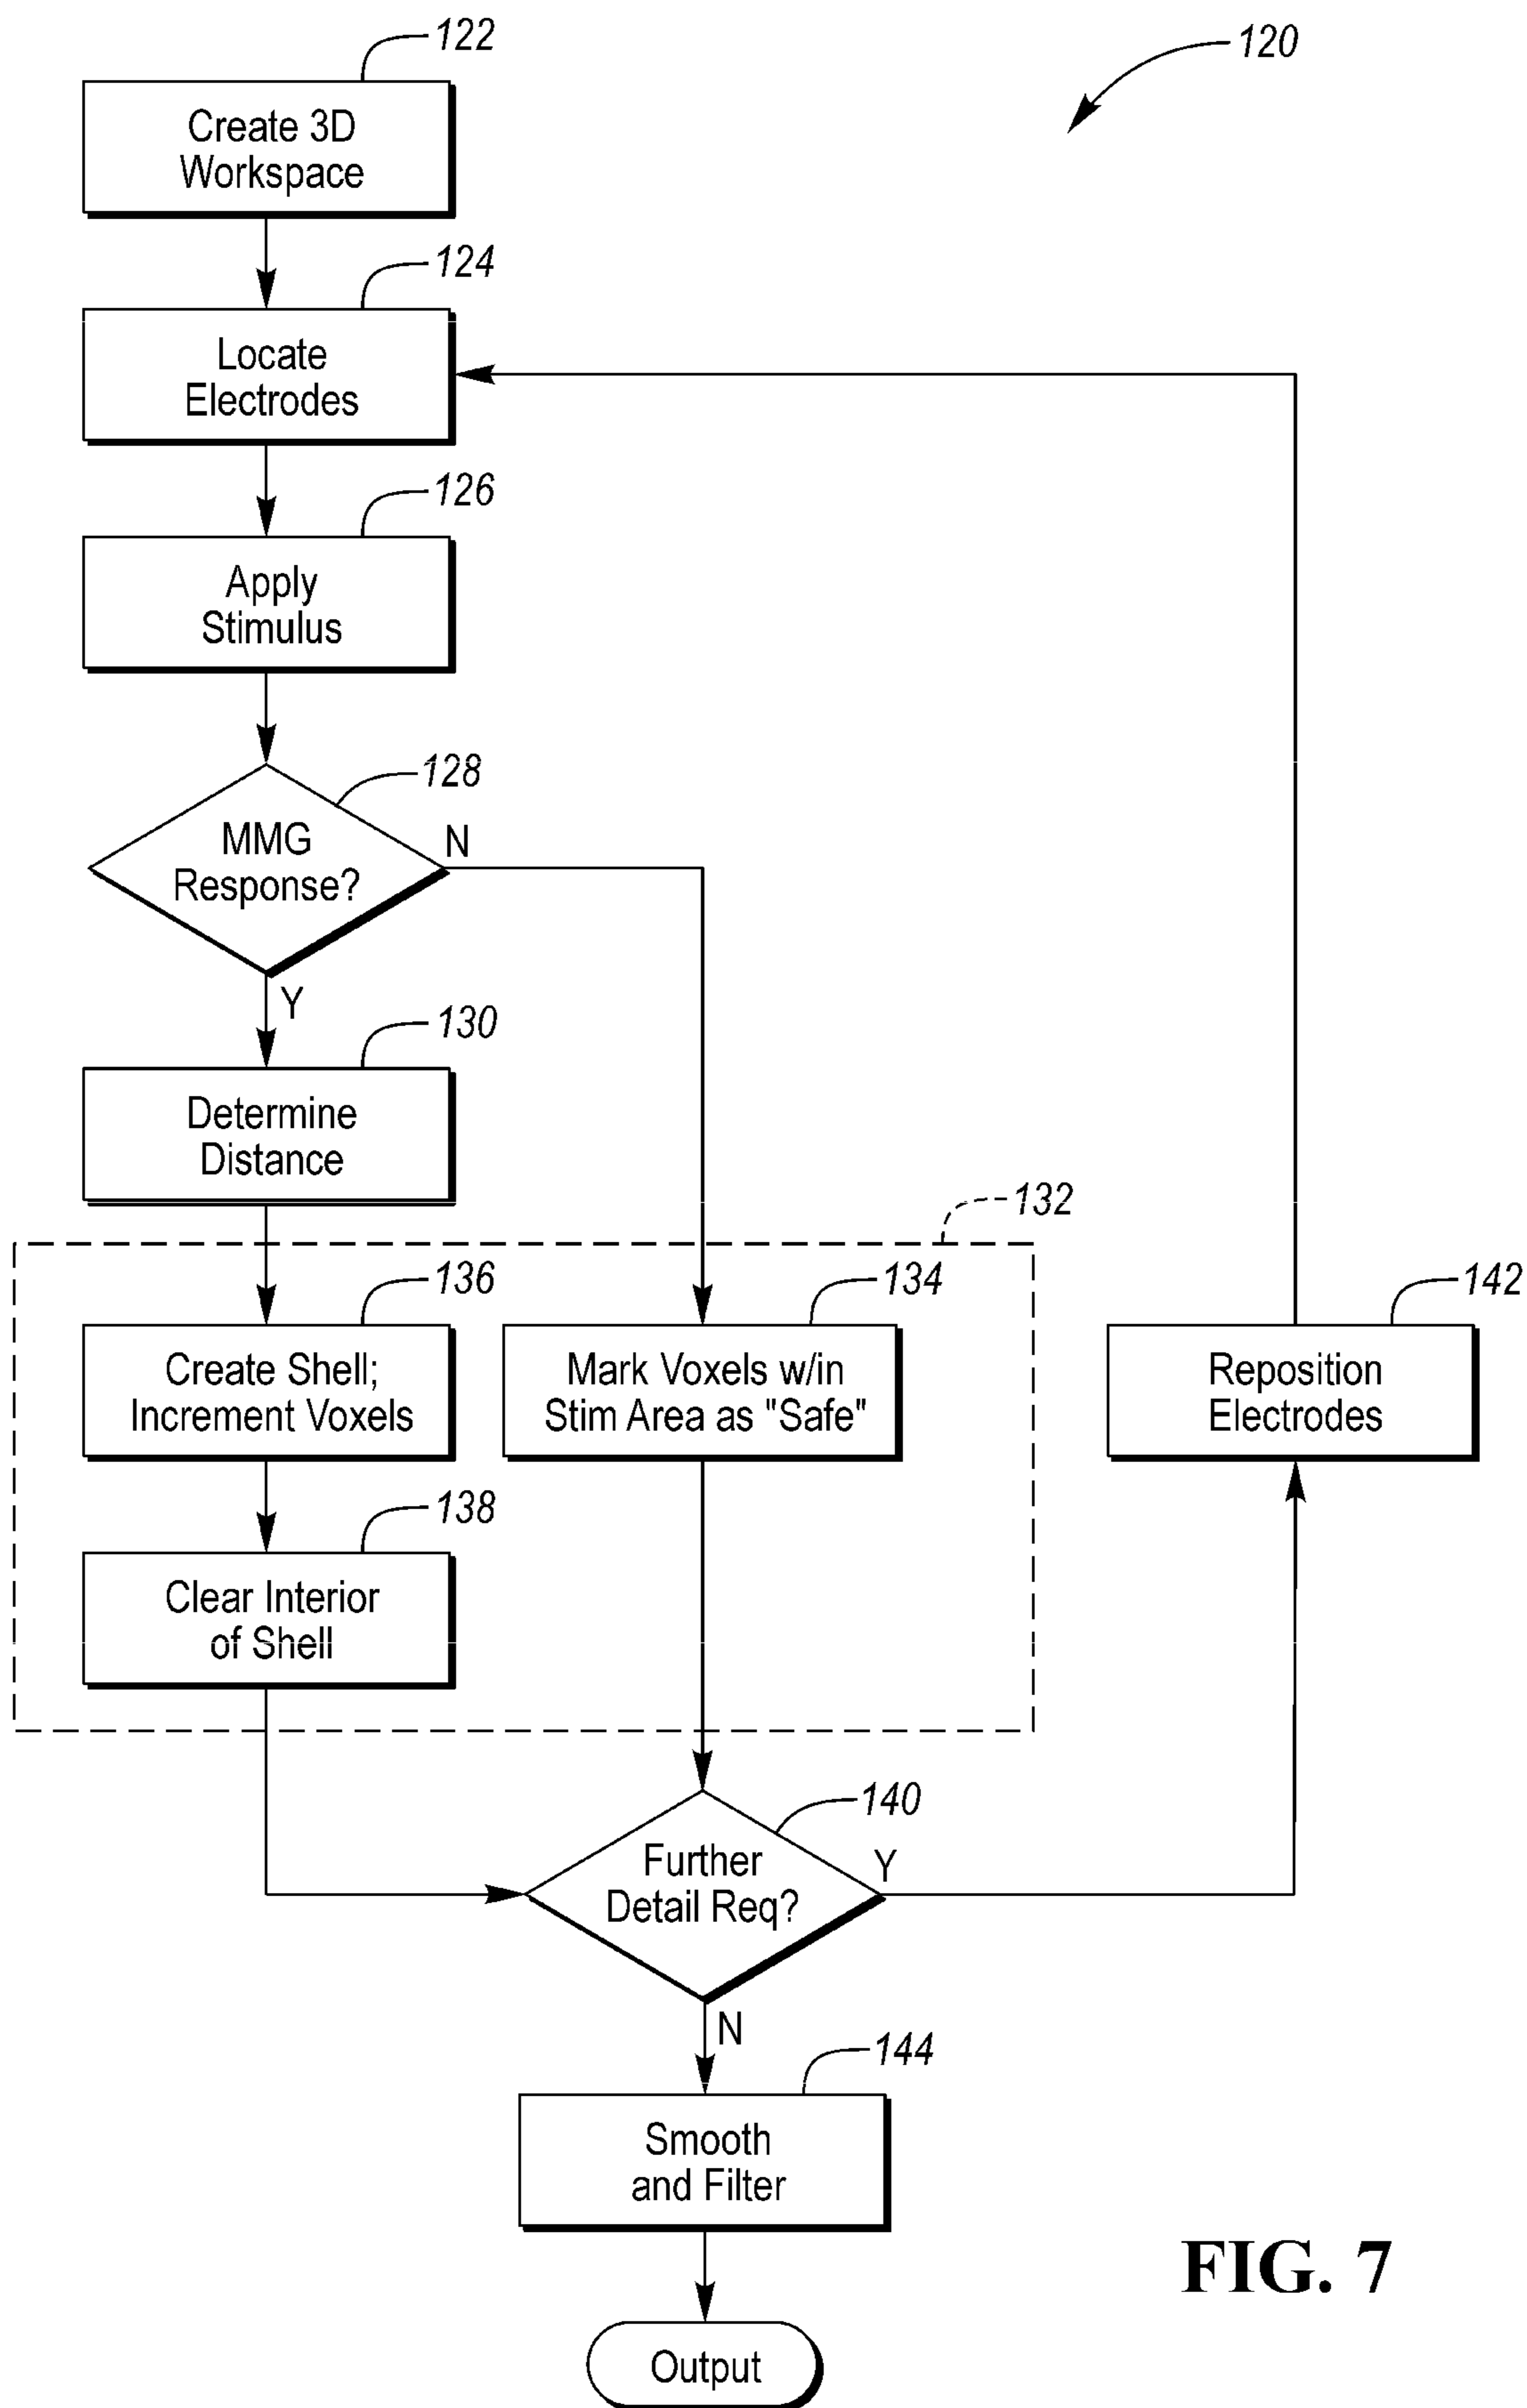 122
120
Create 3D
Workspace
124
Locate
Electrodes
126
Apply
Stimulus
128
MMG
Response?
N
Y
130
Determine
Distance
132
136
134
142
Create Shell;
Increment Voxels
Mark Voxels w/in
Stim Area as "Safe"
Reposition
Electrodes
138
Clear Interior
of Shell
140
Further
Detail Req?
Y
N
144
Smooth
and Filter
FIG. 7
Output